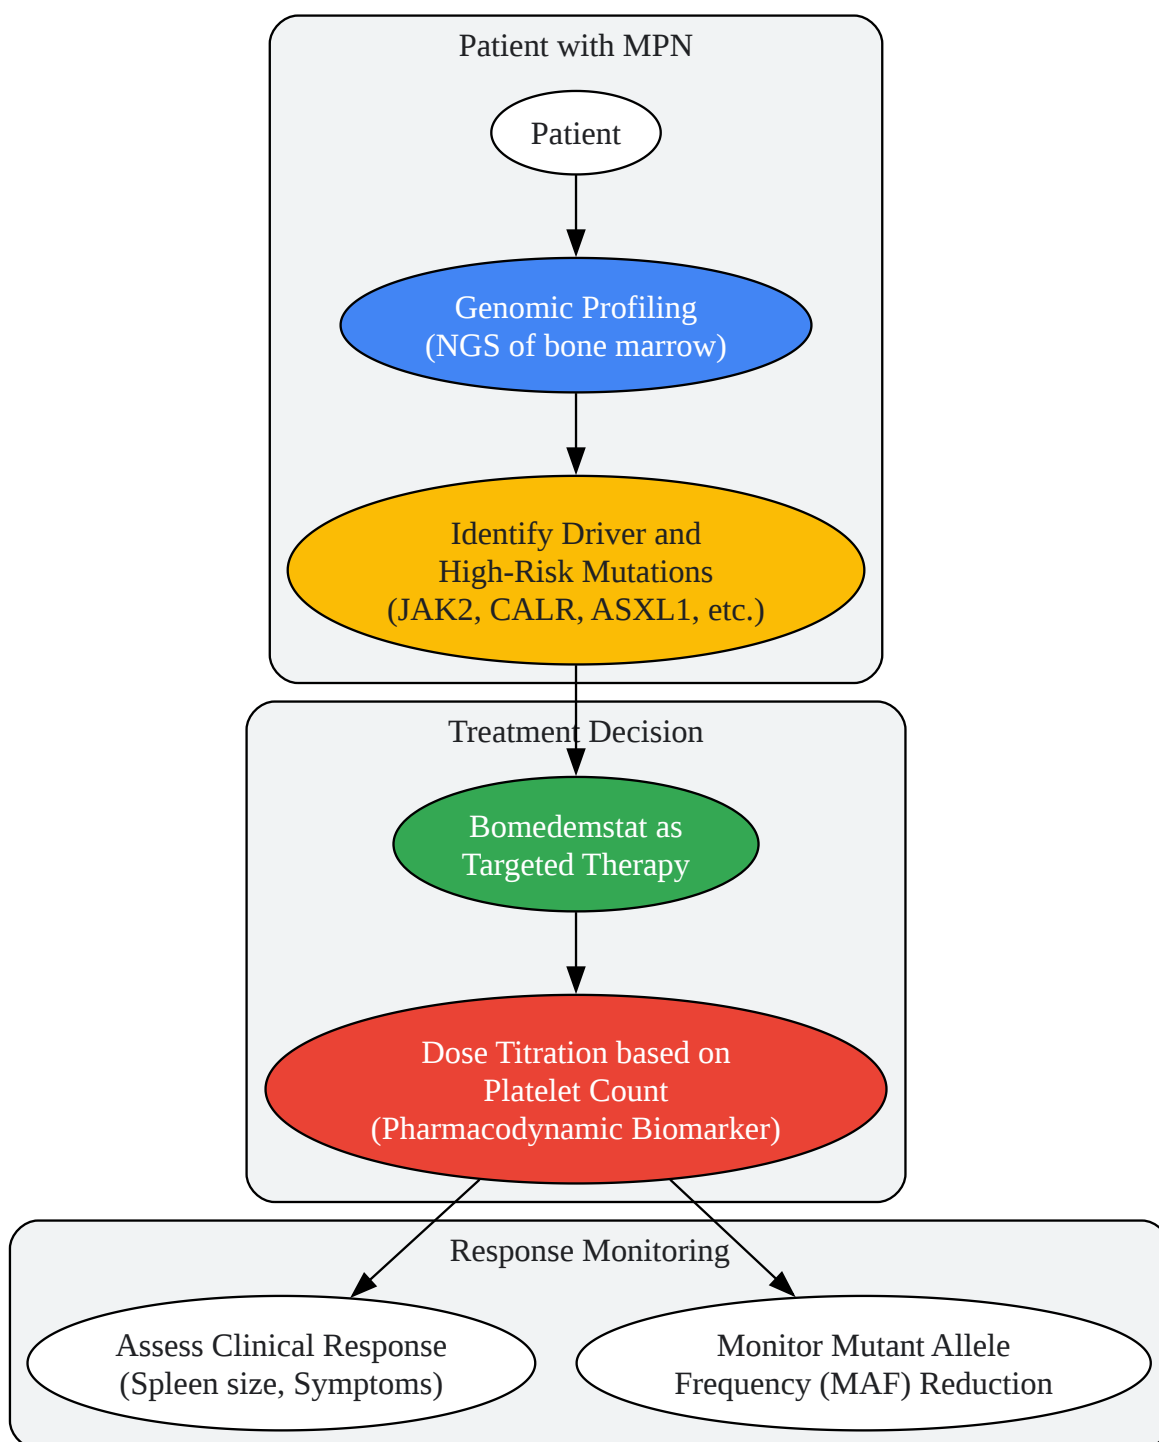 Patient with MPN
Patient
Genomic Profiling
(NGS of bone marrow)
Identify Driver and
High-Risk Mutations
(JAK2, CALR, ASXL1, etc.)
Treatment Decision
Bomedemstat as
Targeted Therapy
Dose Titration based on
Platelet Count
(Pharmacodynamic Biomarker)
Response Monitoring
Assess Clinical Response
(Spleen size, Symptoms)
Monitor Mutant Allele
Frequency (MAF) Reduction